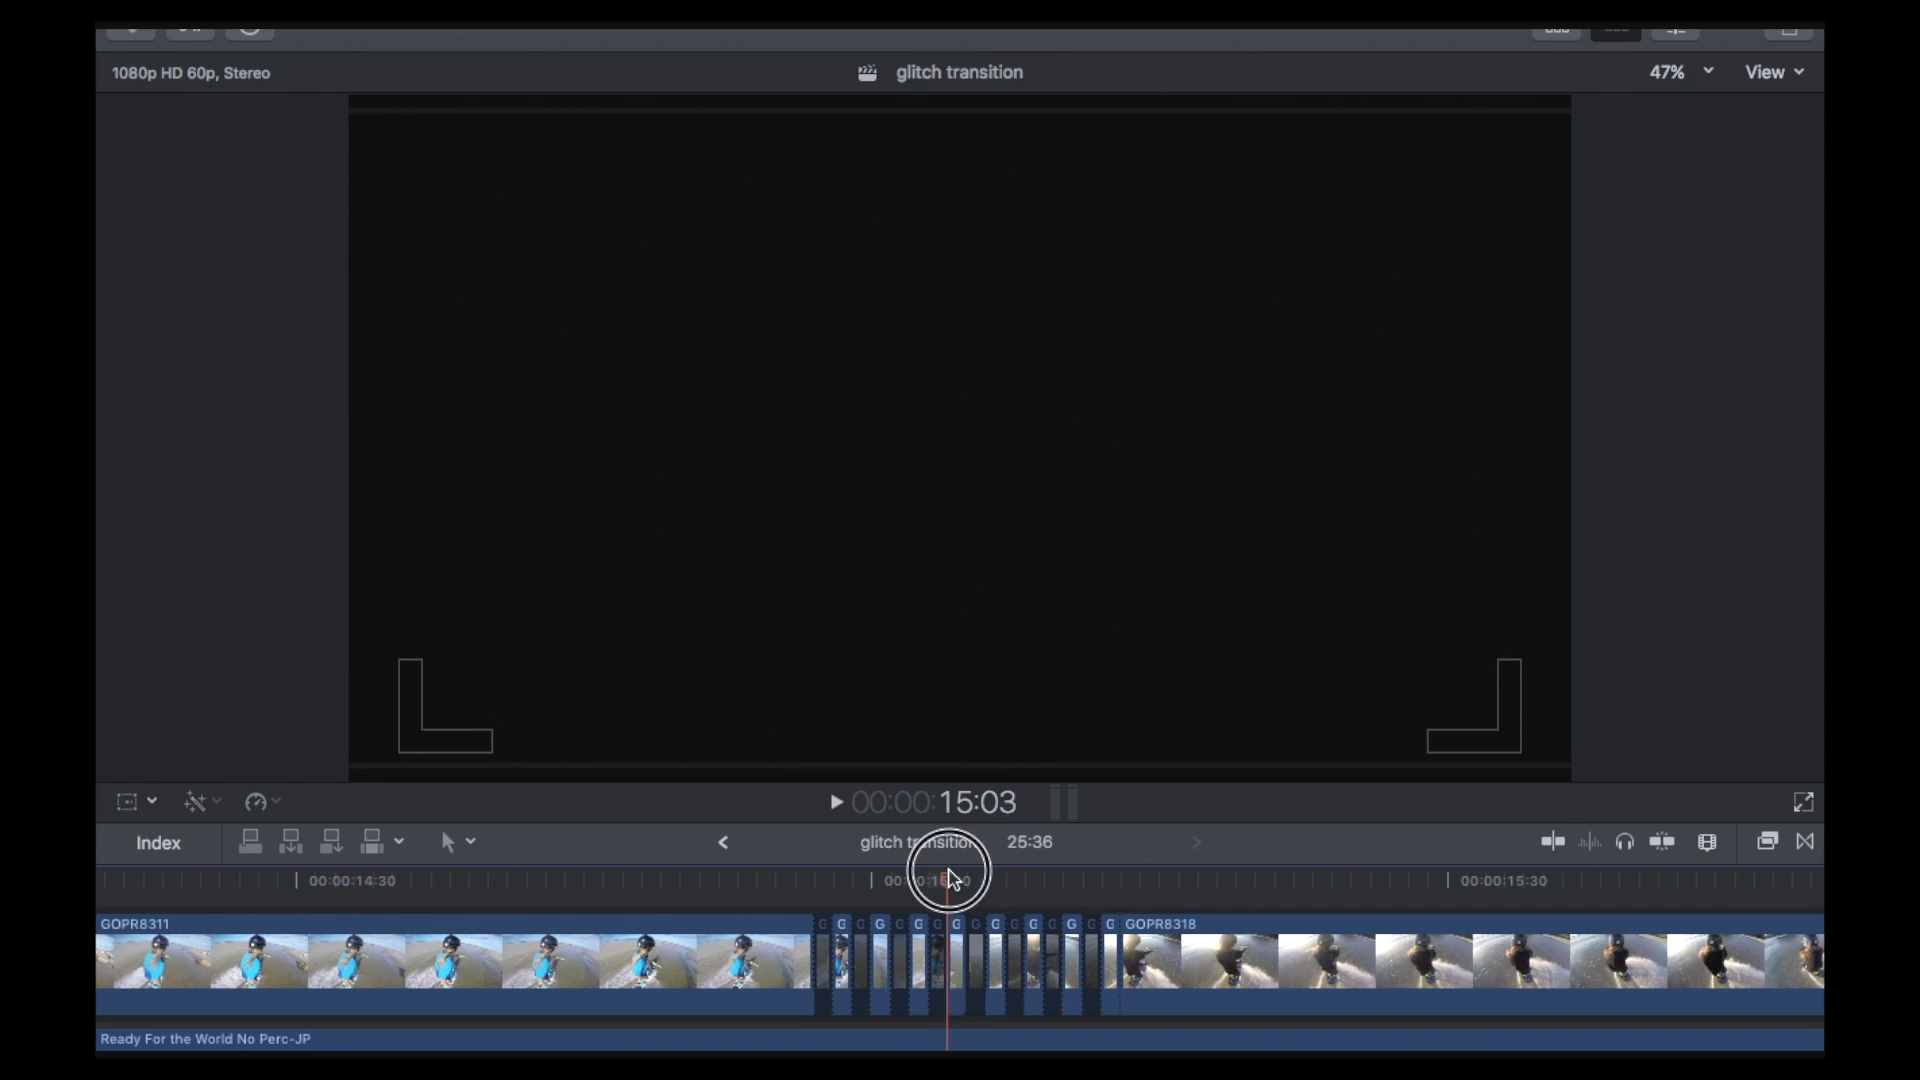 1080p HD 60p, Stereo
glitch transition
47%
View
00:00:15:03
Index
glitch transition
25:36
00:00:14:30
00:00:15:30
GOPR8311
G G G G G G G G G G G G G G G G
GOPR8318
Ready For the World No Perc-JP